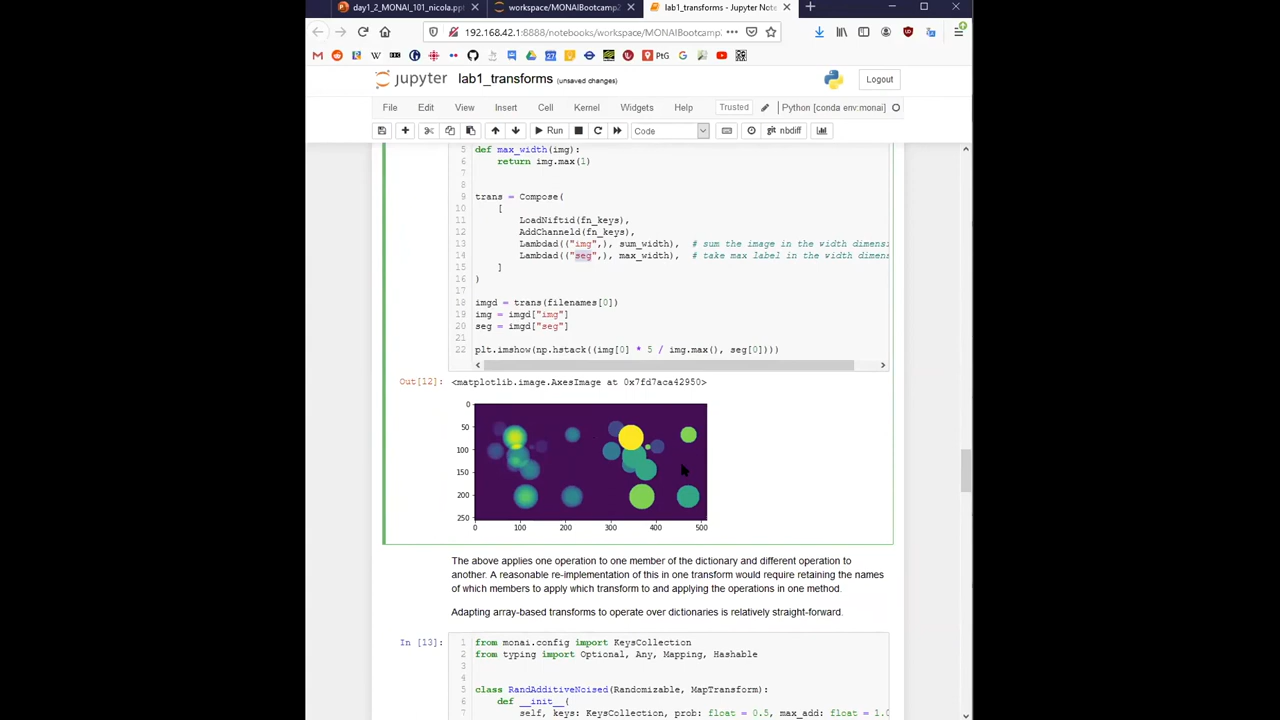 day1_2_MONAI_101_nicola.ppt
workspace/MONAIBootcamp2
lab1_transforms - Jupyter Note
192.168.42.1:8888/notebooks/workspace/MONAIBootcamp
PtG
jupyter lab1_transforms (unsaved changes)
Logout
File Edit View Insert Cell Kernel Widgets Help Trusted Python [conda env:monai]
Run Code nbdiff
5 def max_width(img):
6 return img.max(1)
7
8
9 trans = Compose(
10 [
11 LoadNiftid(fn_keys),
12 AddChanneld(fn_keys),
13 Lambdad(("img",), sum_width), # sum the image in the width dimensi
14 Lambdad(("seg",), max_width), # take max label in the width dimens
15 ]
16 )
17
18 imgd = trans(filenames[0])
19 img = imgd["img"]
20 seg = imgd["seg"]
21
22 plt.imshow(np.hstack((img[0] * 5 / img.max(), seg[0])))
Out[12]: <matplotlib.image.AxesImage at 0x7fd7aca42950>
0
50
100
150
200
250
0 100 200 300 400 500
The above applies one operation to one member of the dictionary and different operation to
another. A reasonable re-implementation of this in one transform would require retaining the names
of which members to apply which transform to and applying the operations in one method.
Adapting array-based transforms to operate over dictionaries is relatively straight-forward.
In [13]: 1 from monai.config import KeysCollection
2 from typing import Optional, Any, Mapping, Hashable
3
4
5 class RandAdditiveNoised(Randomizable, MapTransform):
6 def __init__(
7 self, keys: KeysCollection, prob: float = 0.5, max_add: float = 1.0